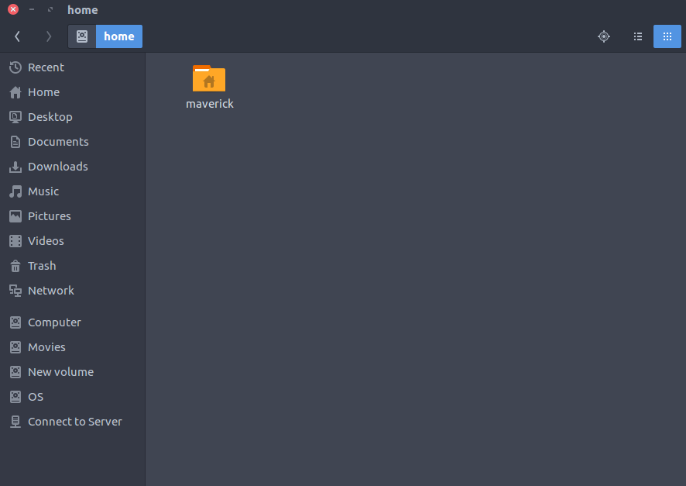 home
home
Recent
Home
Desktop
Documents
Downloads
Music
Pictures
Videos
Trash
Network
Computer
Movies
New volume
OS
Connect to Server
maverick